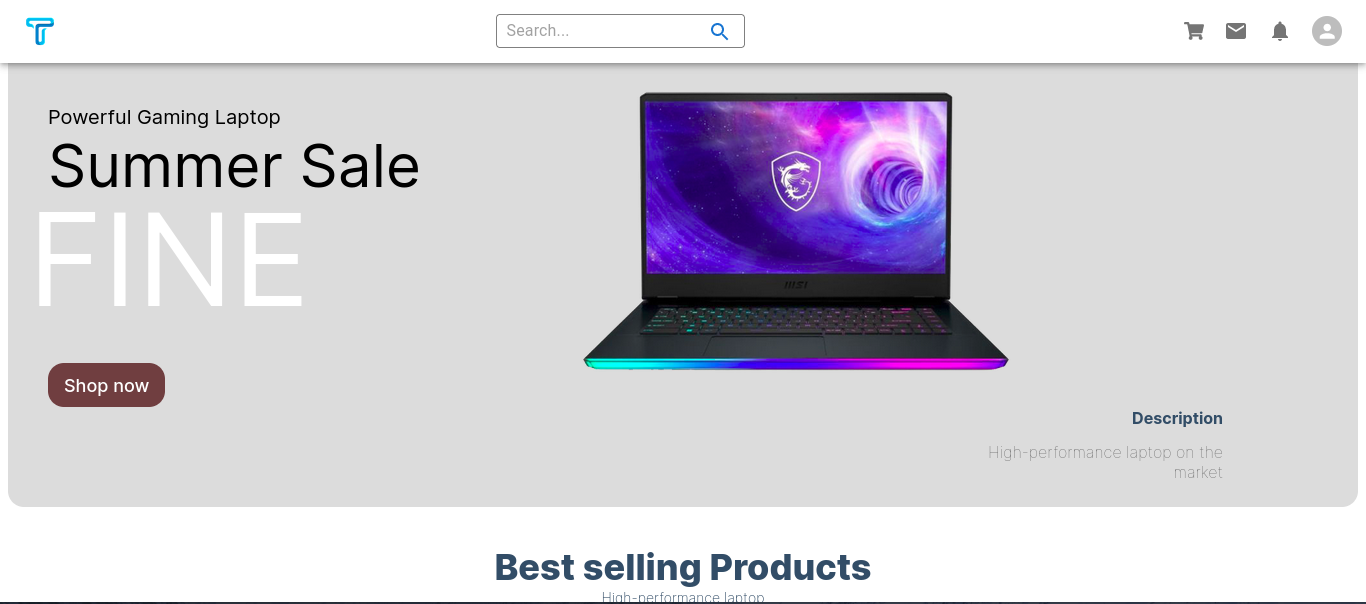 Search...
Powerful Gaming Laptop
Summer Sale
FINE
msi
Shop now
Description
High-performance laptop on the
market
Best selling Products
High-performance laptop